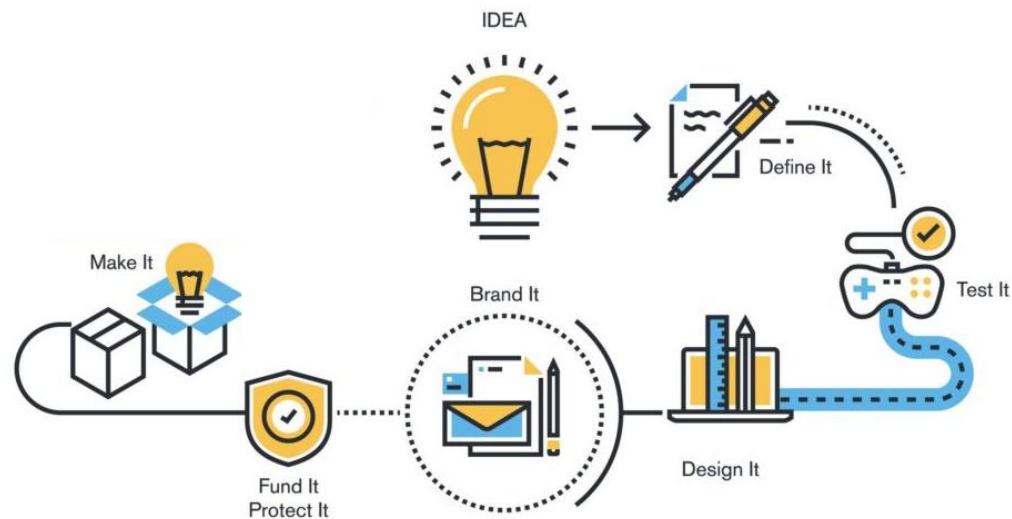 IDEA
Define It
Test It
Design It
Brand It
Fund It
Protect It
Make It